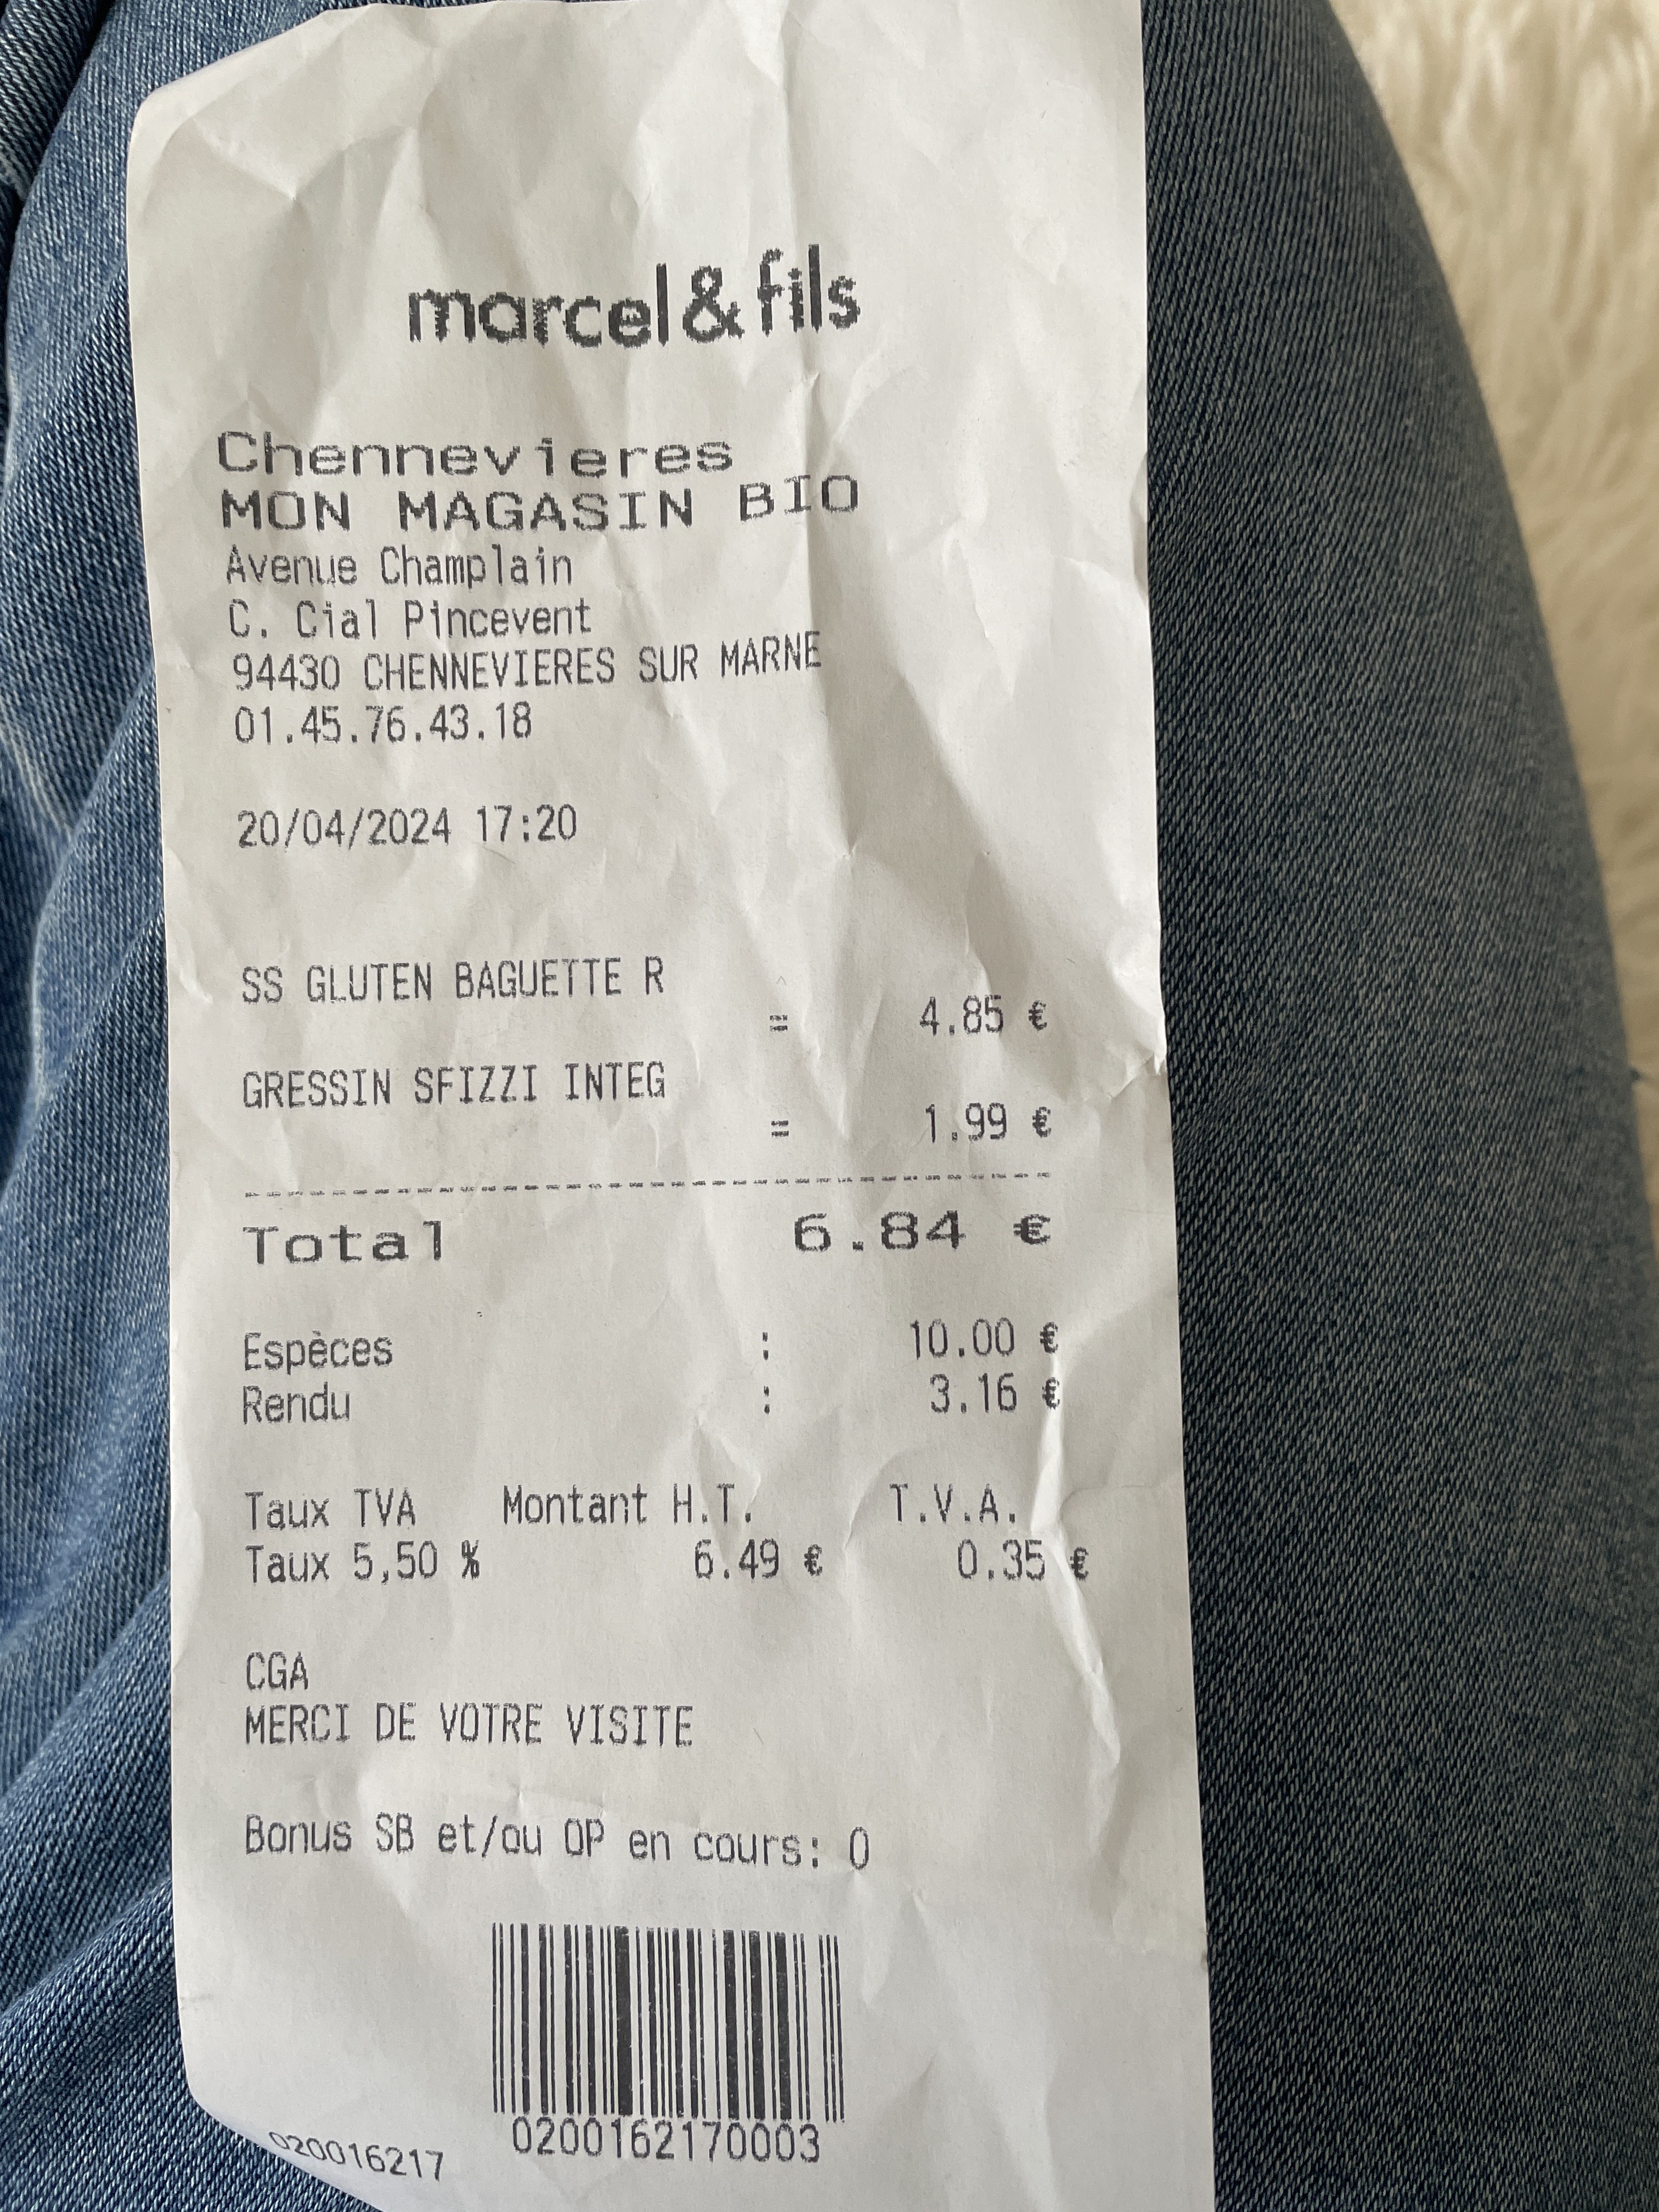 marcel & fils
Chennevieres
MON MAGASIN BIO
Avenue Champlain
C. Cial Pincevent
94430 CHENNEVIERES SUR MARNE
01.45.76.43.18
20/04/2024 17:20
SS GLUTEN BAGUETTE R
= 4.85 €
GRESSIN SFIZZI INTEG
= 1.99 €
Total 6.84 €
Espèces : 10.00 €
Rendu : 3.16 €
Taux TVA Montant H.T. T.V.A.
Taux 5,50 % 6.49 € 0.35 €
CGA
MERCI DE VOTRE VISITE
Bonus SB et/ou OP en cours: 0
0200162170003
020016217